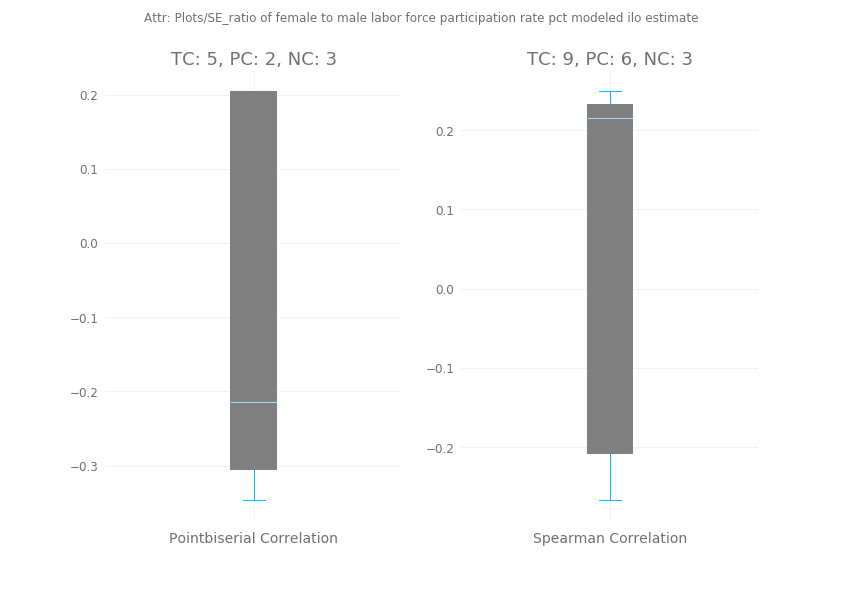 Attr: Plots/SE_ratio of female to male labor force participation rate pct modeled ilo estimate
TC: 5, PC: 2, NC: 3
0.2
0.1
0.0
−0.1
−0.2
−0.3
Pointbiserial Correlation
TC: 9, PC: 6, NC: 3
0.2
0.1
0.0
−0.1
−0.2
Spearman Correlation